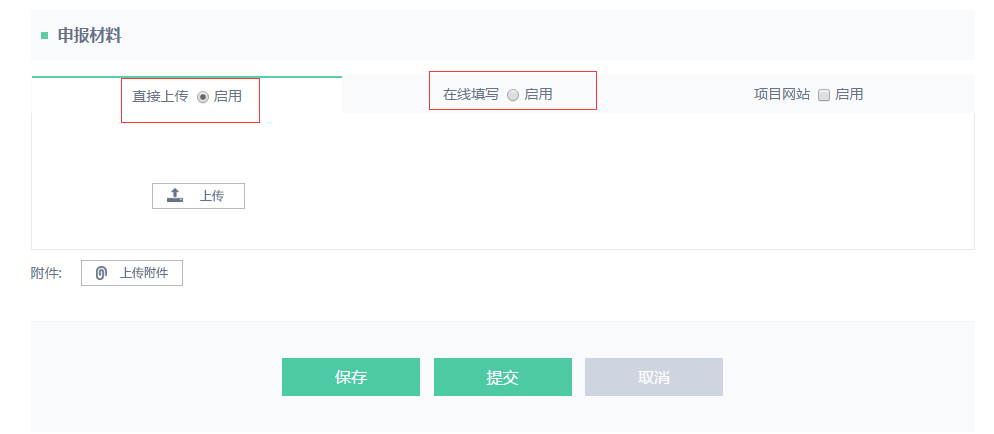 申报材料
直接上传 启用
在线填写 启用
项目网站 启用
上传
附件: 上传附件
保存 提交 取消